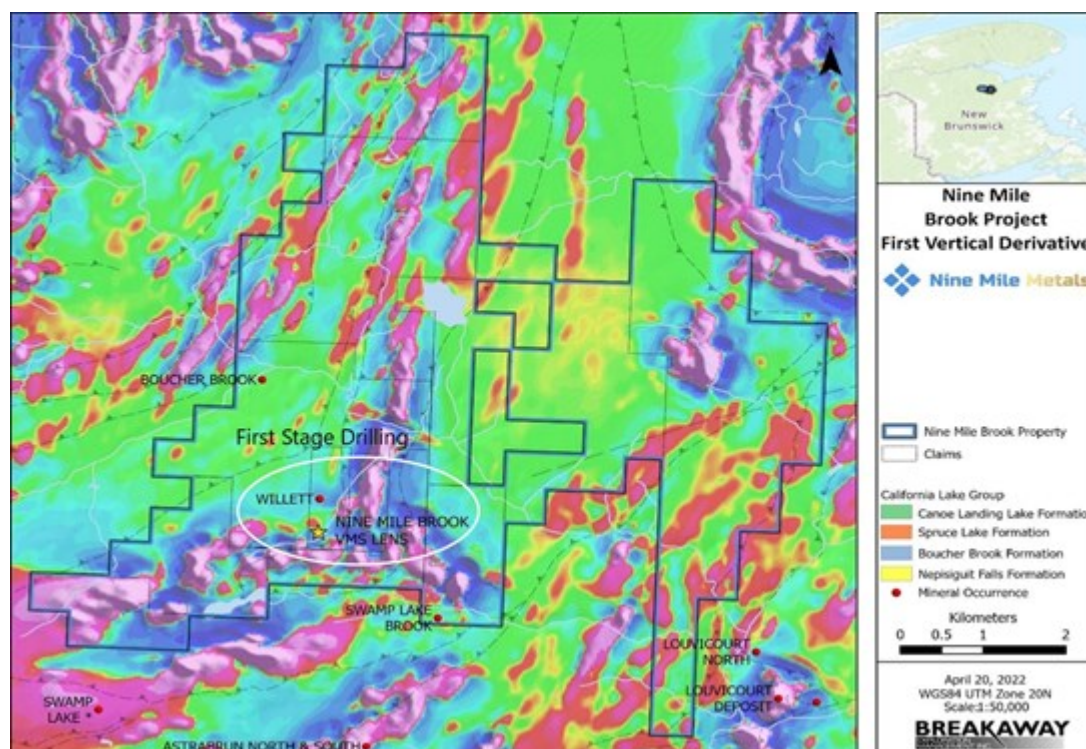 N
BOUCHER BROOK
First Stage Drilling
WILLETT
NINE MILE BROOK
VMS LENS
SWAMP LAKE
BROOK
LOUVICOURT
NORTH
LOUVICOURT
DEPOSIT
SWAMP
LAKE
ASTRABRUN NORTH & SOUTH
New
Brunswick
Nine Mile
Brook Project
First Vertical Derivative
Nine Mile Metals
Nine Mile Brook Property
Claims
California Lake Group
Canoe Landing Lake Formation
Spruce Lake Formation
Boucher Brook Formation
Nepisiguit Falls Formation
Mineral Occurrence
Kilometers
0 0.5 1 2
April 20, 2022
WGS84 UTM Zone 20N
Scale:1:50,000
BREAKAWAY